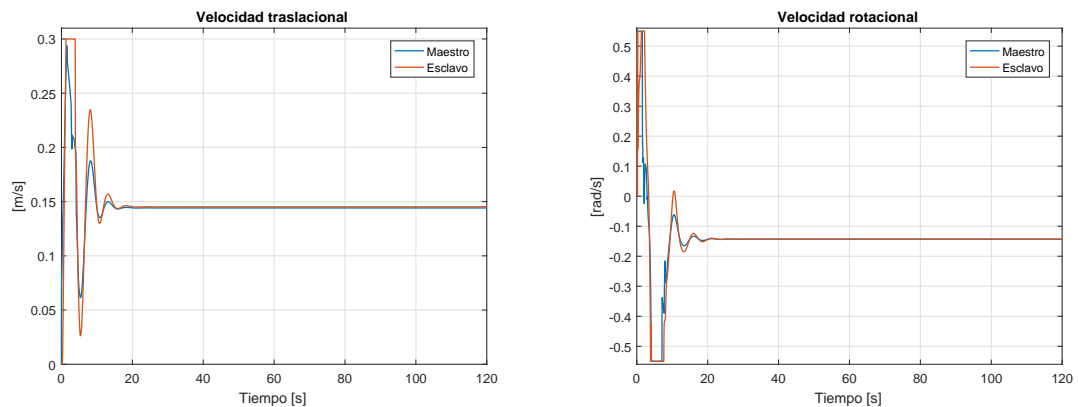 Velocidad traslacional
0.3
0.25
0.2
0.15
0.1
0.05
0
[m/s]
Maestro
Esclavo
0 20 40 60 80 100 120
Tiempo [s]
Velocidad rotacional
0.5
0.4
0.3
0.2
0.1
0
-0.1
-0.2
-0.3
-0.4
-0.5
[rad/s]
Maestro
Esclavo
0 20 40 60 80 100 120
Tiempo [s]